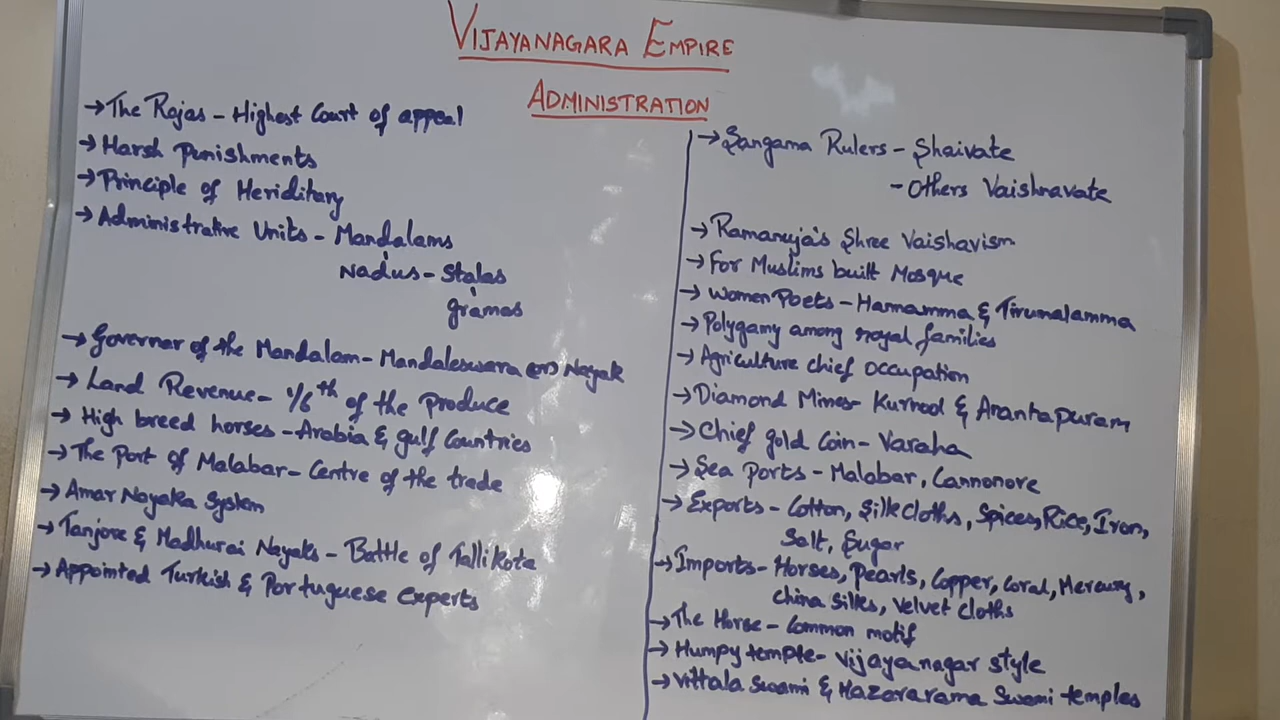 VIJAYANAGARA EMPIRE
ADMINISTRATION
→The Rajas - Highest Court of appeal
→Harsh Punishments
→Principle of Heriditary
→Administrative Units - Mandalams
Nadus - Stalas
gramas
→Governor of the Mandalam - Mandaleswara (or) Nayak
→Land Revenue - 1/6th of the Produce
→High breed horses - Arabia & gulf Countries
→The Port of Malabar - Centre of the trade
→Amar Nayaka System
→Tanjore & Madhurai Nayaks - Battle of Tallikota
→Appointed Turkish & Portuguese experts
→Sangama Rulers - Shaivate
- Others Vaishnavate
→Ramanuja's Shree Vaishavism
→For Muslims built Mosque
→Women Poets - Hannamma & Tirumalamma
→Polygamy among royal families
→Agriculture chief occupation
→Diamond Mines - Kurnool & Anantapuram
→Chief gold Coin - Varaha
→Sea Ports - Malabar, Cannonore
→Exports - Cotton, Silk cloths, Spices, Rice, Iron,
Salt, Sugar
→Imports - Horses, Pearls, Copper, Coral, Mercury,
China silks, Velvet cloths
→The Horse - Common motif
→Humpy temple - Vijayanagar style
→Vittala Swami & Hazararama Swami temples